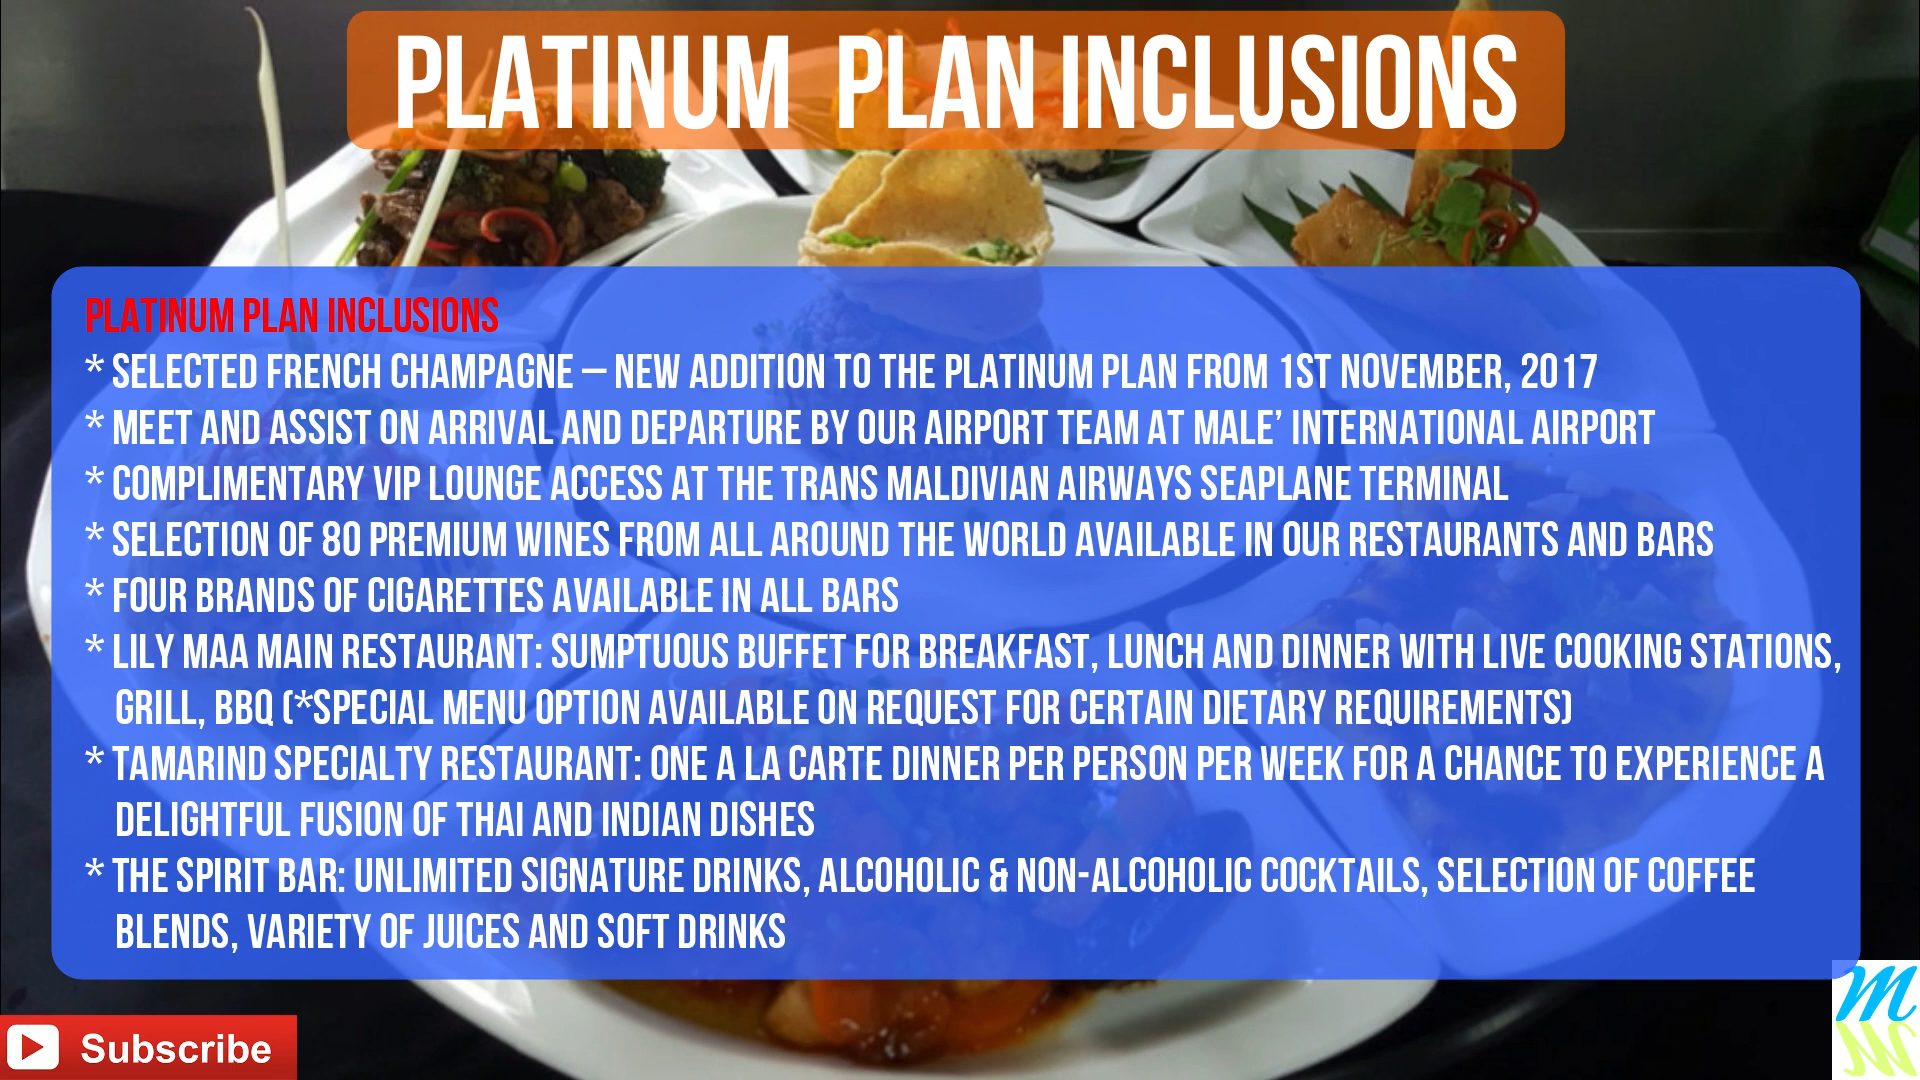 PLATINUM PLAN INCLUSIONS
PLATINUM PLAN INCLUSIONS
* SELECTED FRENCH CHAMPAGNE – NEW ADDITION TO THE PLATINUM PLAN FROM 1ST NOVEMBER, 2017
* MEET AND ASSIST ON ARRIVAL AND DEPARTURE BY OUR AIRPORT TEAM AT MALE’ INTERNATIONAL AIRPORT
* COMPLIMENTARY VIP LOUNGE ACCESS AT THE TRANS MALDIVIAN AIRWAYS SEAPLANE TERMINAL
* SELECTION OF 80 PREMIUM WINES FROM ALL AROUND THE WORLD AVAILABLE IN OUR RESTAURANTS AND BARS
* FOUR BRANDS OF CIGARETTES AVAILABLE IN ALL BARS
* LILY MAA MAIN RESTAURANT: SUMPTUOUS BUFFET FOR BREAKFAST, LUNCH AND DINNER WITH LIVE COOKING STATIONS,
GRILL, BBQ (*SPECIAL MENU OPTION AVAILABLE ON REQUEST FOR CERTAIN DIETARY REQUIREMENTS)
* TAMARIND SPECIALTY RESTAURANT: ONE A LA CARTE DINNER PER PERSON PER WEEK FOR A CHANCE TO EXPERIENCE A
DELIGHTFUL FUSION OF THAI AND INDIAN DISHES
* THE SPIRIT BAR: UNLIMITED SIGNATURE DRINKS, ALCOHOLIC & NON-ALCOHOLIC COCKTAILS, SELECTION OF COFFEE
BLENDS, VARIETY OF JUICES AND SOFT DRINKS
Subscribe
M